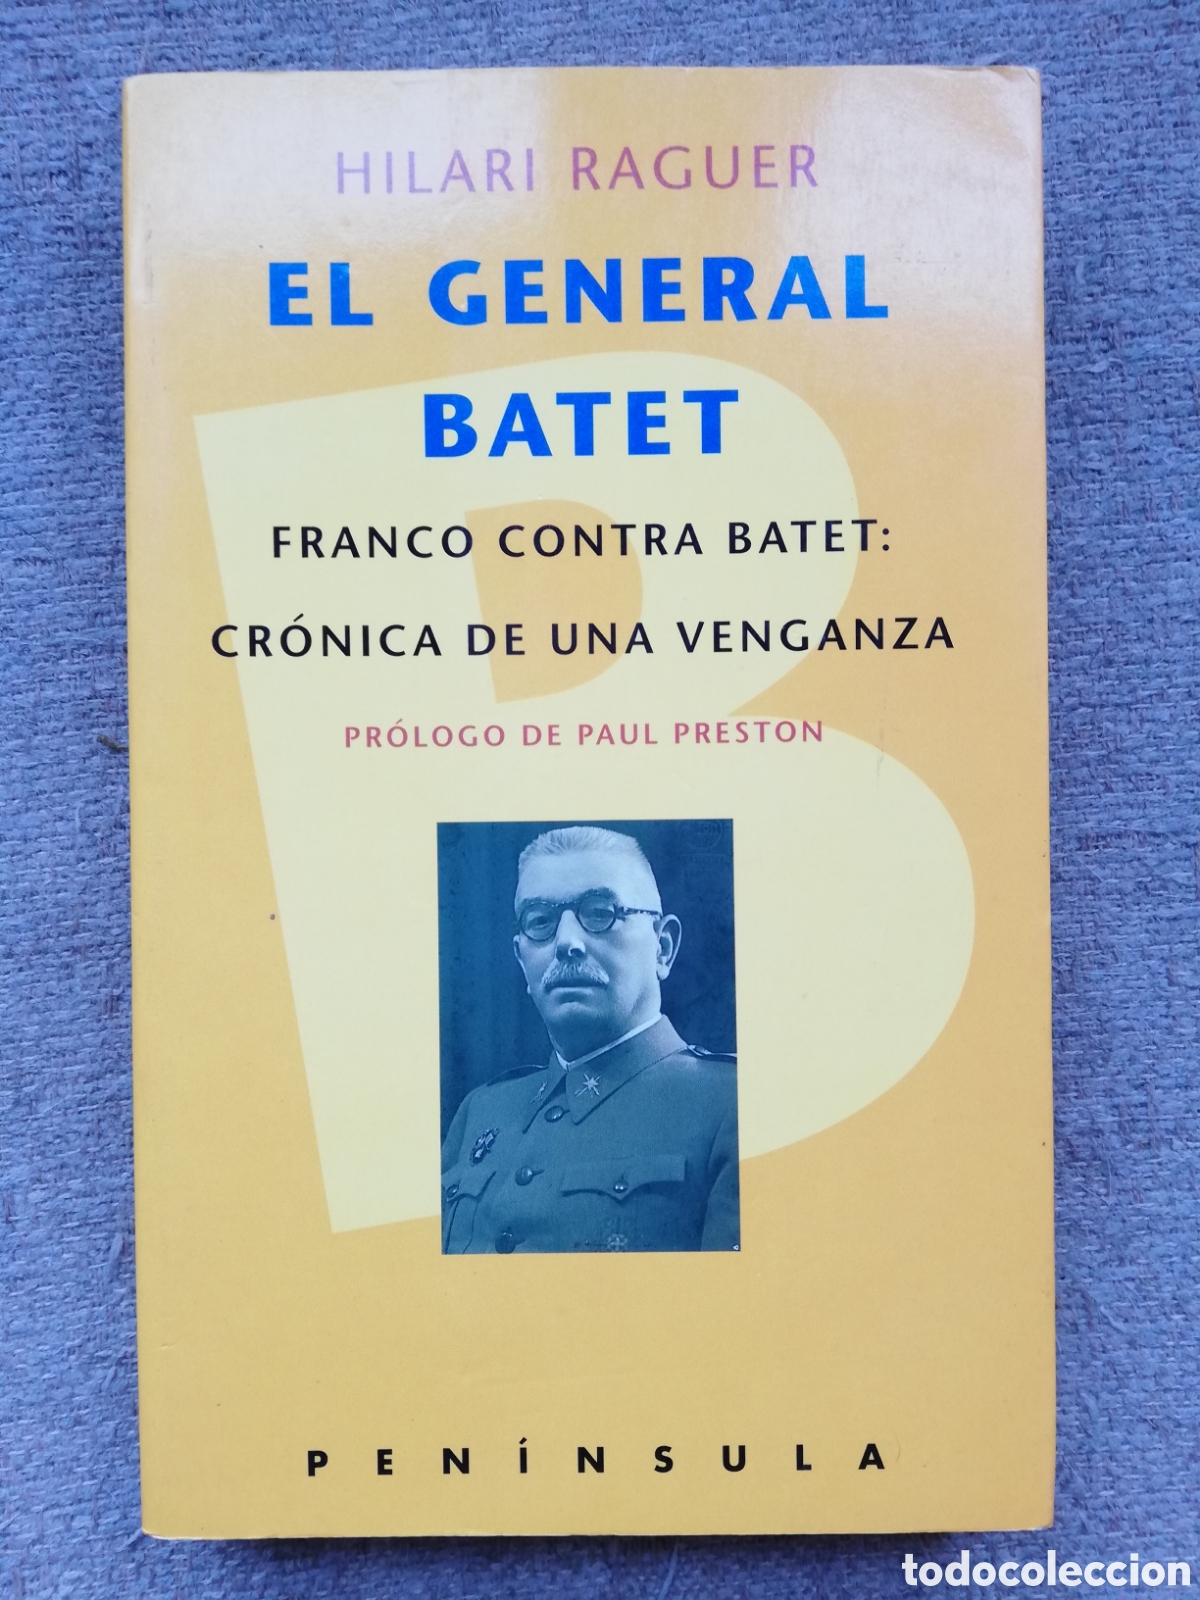 HILARI RAGUER
EL GENERAL
BATET
FRANCO CONTRA BATET:
CRÓNICA DE UNA VENGANZA
PRÓLOGO DE PAUL PRESTON
PENÍNSULA
todocoleccion